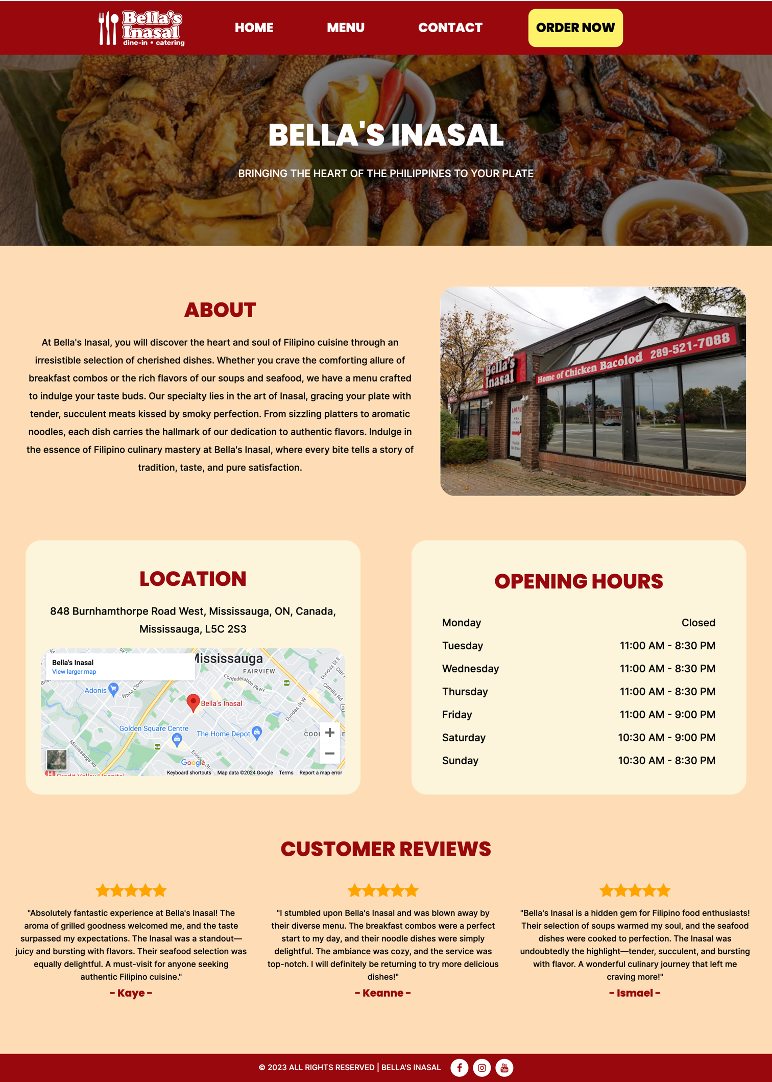 Bella's
Inasal
dine-in • catering
HOME
MENU
CONTACT
ORDER NOW
BELLA'S INASAL
BRINGING THE HEART OF THE PHILIPPINES TO YOUR PLATE
ABOUT
At Bella's Inasal, you will discover the heart and soul of Filipino cuisine through an
irresistible selection of cherished dishes. Whether you crave the comforting allure of
breakfast combos or the rich flavors of our soups and seafood, we have a menu crafted
to indulge your taste buds. Our specialty lies in the art of Inasal, gracing your plate with
tender, succulent meats kissed by smoky perfection. From sizzling platters to aromatic
noodles, each dish carries the hallmark of our dedication to authentic flavors. Indulge in
the essence of Filipino culinary mastery at Bella's Inasal, where every bite tells a story of
tradition, taste, and pure satisfaction.
Bella's
Inasal
Home of Chicken Bacolod 289-521-7088
LOCATION
848 Burnhamthorpe Road West, Mississauga, ON, Canada,
Mississauga, L5C 2S3
Bella's Inasal
View larger map
Mississauga
FAIRVIEW
Adonis
Bella's Inasal
Golden Square Centre
The Home Depot
Google
Keyboard shortcuts
Map data ©2024 Google
Terms
Report a map error
OPENING HOURS
Monday Closed
Tuesday 11:00 AM - 8:30 PM
Wednesday 11:00 AM - 8:30 PM
Thursday 11:00 AM - 8:30 PM
Friday 11:00 AM - 9:00 PM
Saturday 10:30 AM - 9:00 PM
Sunday 10:30 AM - 8:30 PM
CUSTOMER REVIEWS
"Absolutely fantastic experience at Bella's Inasal! The
aroma of grilled goodness welcomed me, and the taste
surpassed my expectations. The Inasal was a standout—
juicy and bursting with flavors. Their seafood selection was
equally delightful. A must-visit for anyone seeking
authentic Filipino cuisine."
- Kaye -
"I stumbled upon Bella's Inasal and was blown away by
their diverse menu. The breakfast combos were a perfect
start to my day, and their noodle dishes were simply
delightful. The ambiance was cozy, and the service was
top-notch. I will definitely be returning to try more delicious
dishes!"
- Keanne -
"Bella's Inasal is a hidden gem for Filipino food enthusiasts!
Their selection of soups warmed my soul, and the seafood
dishes were cooked to perfection. The Inasal was
undoubtedly the highlight—tender, succulent, and bursting
with flavor. A wonderful culinary journey that left me
craving more!"
- Ismael -
© 2023 ALL RIGHTS RESERVED | BELLA'S INASAL